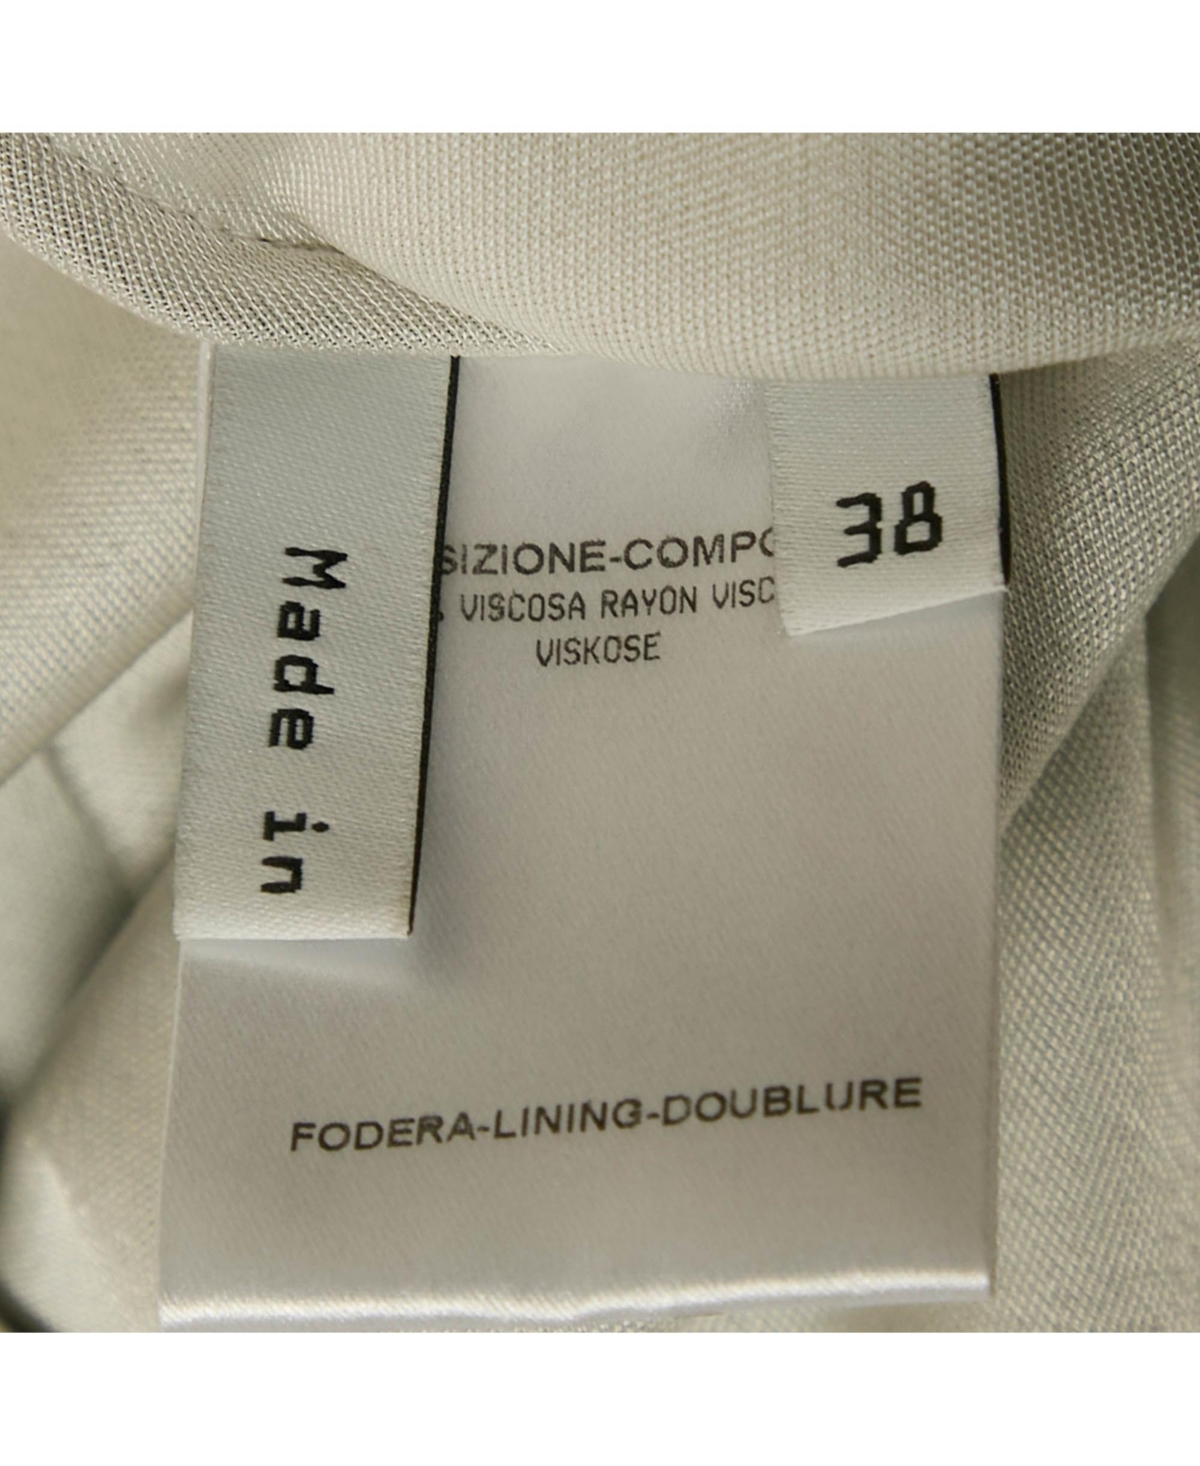 Made in
38
SIZIONE-COMPO
VISCOSA RAYON VISC
VISKOSE
FODERA-LINING-DOUBLURE